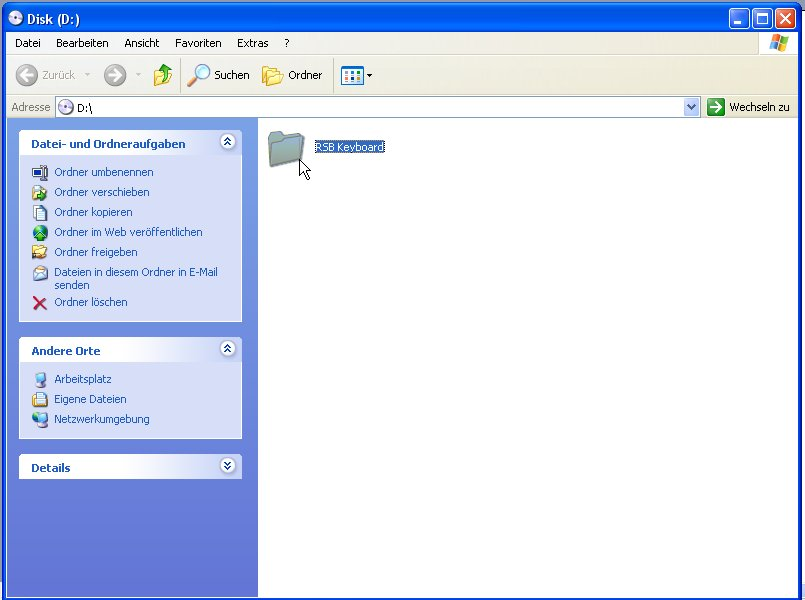 Disk (D:)
Datei Bearbeiten Ansicht Favoriten Extras ?
Zurück Suchen Ordner
Adresse D:\ Wechseln zu
Datei- und Ordneraufgaben
Ordner umbenennen
Ordner verschieben
Ordner kopieren
Ordner im Web veröffentlichen
Ordner freigeben
Dateien in diesem Ordner in E-Mail
senden
Ordner löschen
Andere Orte
Arbeitsplatz
Eigene Dateien
Netzwerkumgebung
Details
RSB Keyboard